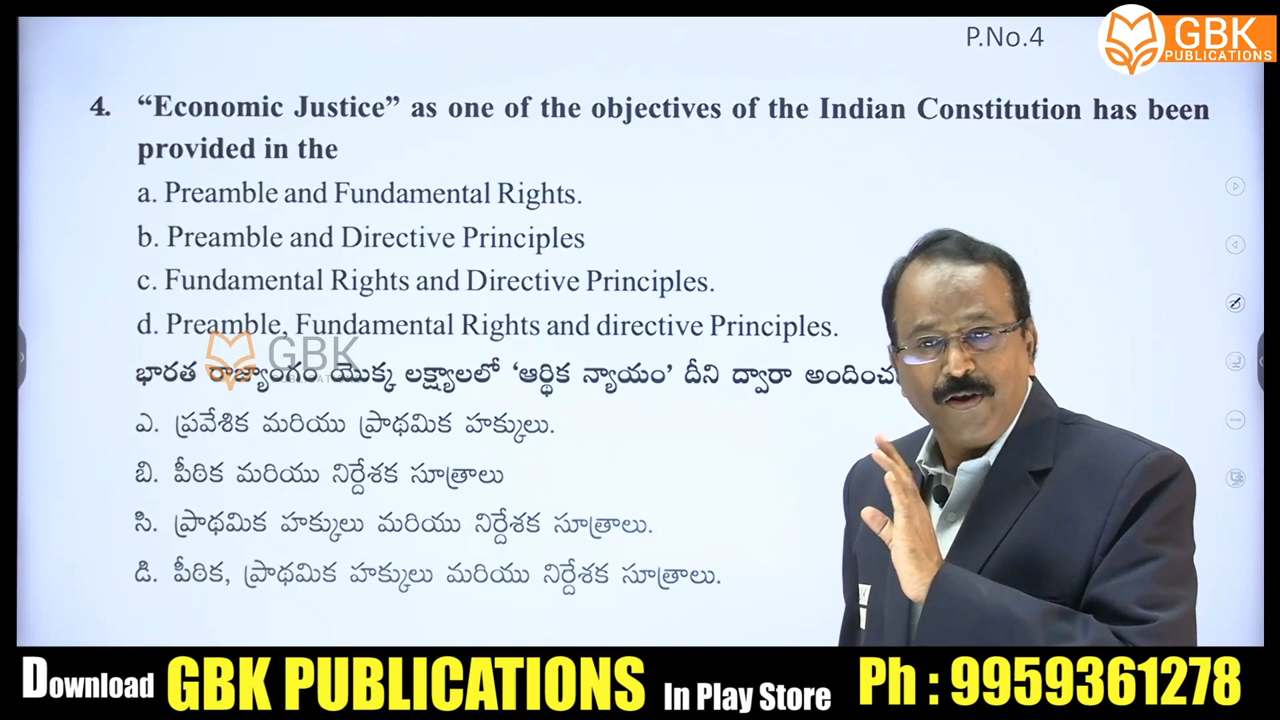 P.No.4
GBK
PUBLICATIONS
4. “Economic Justice” as one of the objectives of the Indian Constitution has been
provided in the
a. Preamble and Fundamental Rights.
b. Preamble and Directive Principles
c. Fundamental Rights and Directive Principles.
d. Preamble, Fundamental Rights and directive Principles.
GBK
భారత రాజ్యాంగం యొక్క లక్ష్యాలలో ‘ఆర్థిక న్యాయం’ దీని ద్వారా అందించ
ఎ. ప్రవేశిక మరియు ప్రాథమిక హక్కులు.
బి. పీఠిక మరియు నిర్దేశక సూత్రాలు
సి. ప్రాథమిక హక్కులు మరియు నిర్దేశక సూత్రాలు.
డి. పీఠిక, ప్రాథమిక హక్కులు మరియు నిర్దేశక సూత్రాలు.
Download GBK PUBLICATIONS In Play Store Ph : 9959361278